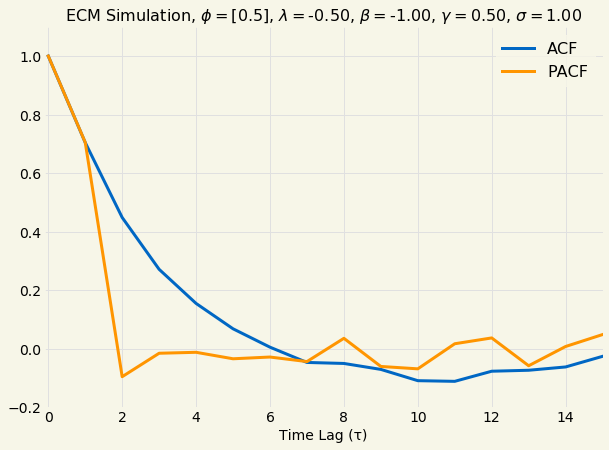 ECM Simulation, ϕ = [0.5], λ = -0.50, β = -1.00, γ = 0.50, σ = 1.00
ACF
PACF
1.0
0.8
0.6
0.4
0.2
0.0
−0.2
0 2 4 6 8 10 12 14
Time Lag (τ)